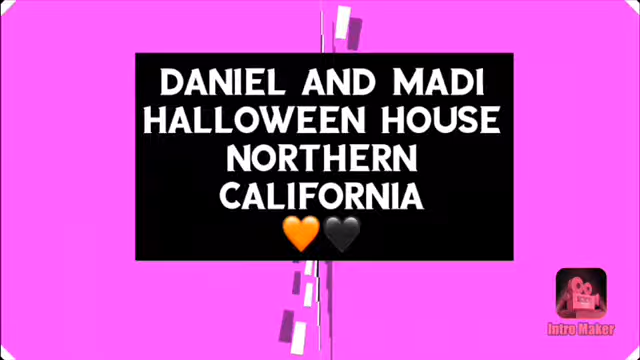 DANIEL AND MADI
HALLOWEEN HOUSE
NORTHERN
CALIFORNIA
🧡🖤
Intro Maker